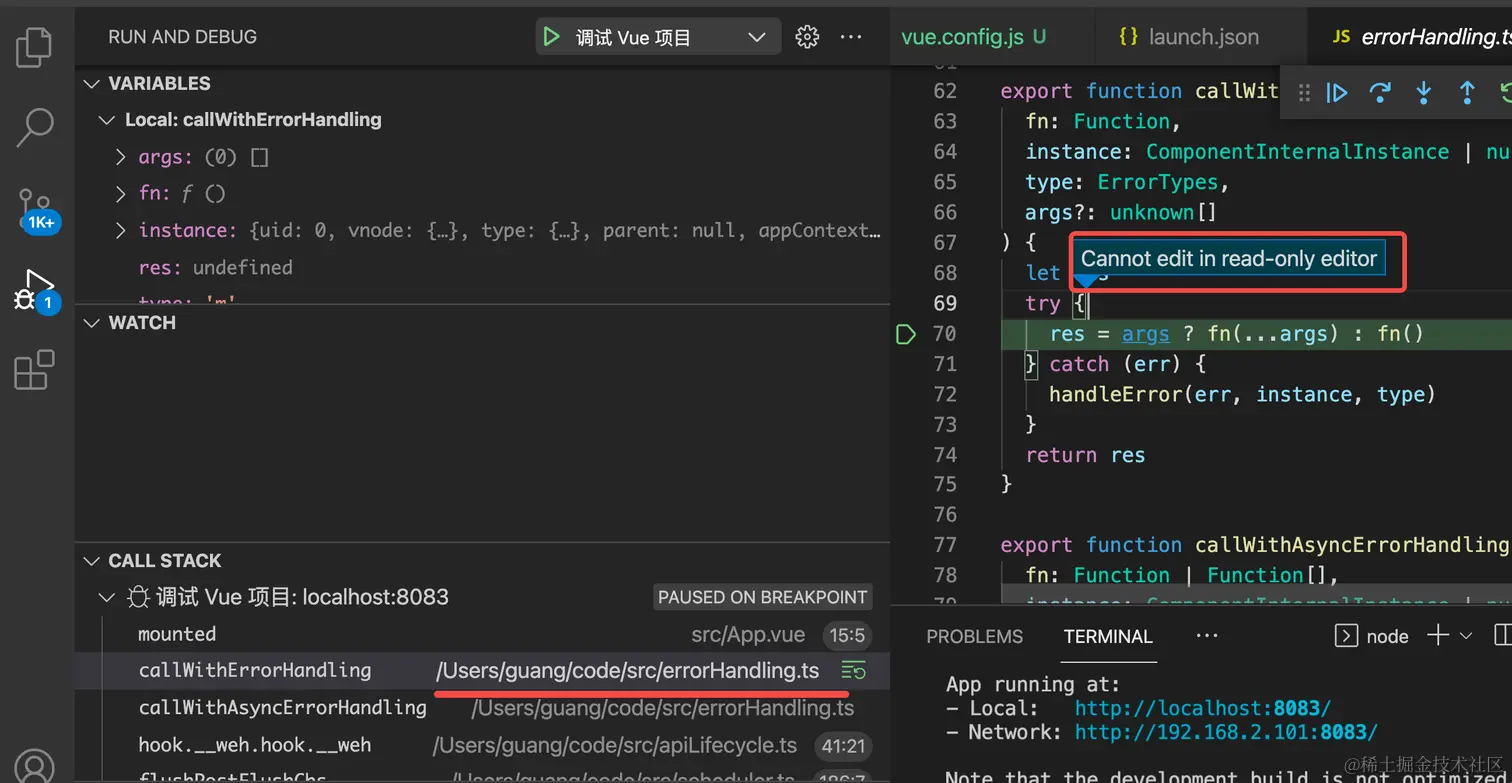 RUN AND DEBUG
调试 Vue 项目
VARIABLES
Local: callWithErrorHandling
args: (0) []
fn: ƒ ()
instance: {uid: 0, vnode: {…}, type: {…}, parent: null, appContext…
res: undefined
type: 'm'
1K+
1
WATCH
CALL STACK
调试 Vue 项目: localhost:8083 PAUSED ON BREAKPOINT
mounted src/App.vue 15:5
callWithErrorHandling /Users/guang/code/src/errorHandling.ts
callWithAsyncErrorHandling /Users/guang/code/src/errorHandling.ts
hook.__weh.hook.__weh /Users/guang/code/src/apiLifecycle.ts 41:21
flushPostFlushCbs /Users/guang/code/src/scheduler.ts 186:7
vue.config.js U {} launch.json JS errorHandling.ts
61
62 export function callWit
63 fn: Function,
64 instance: ComponentInternalInstance | nu
65 type: ErrorTypes,
66 args?: unknown[]
67 ) {
Cannot edit in read-only editor
68 let s
69 try {
70 res = args ? fn(...args) : fn()
71 } catch (err) {
72 handleError(err, instance, type)
73 }
74 return res
75 }
76
77 export function callWithAsyncErrorHandling
78 fn: Function | Function[],
79 instance: ComponentInternalInstance | nu
PROBLEMS TERMINAL ··· node
App running at:
- Local: http://localhost:8083/
- Network: http://192.168.2.101:8083/
Note that the development build is not optimized
@稀土掘金技术社区